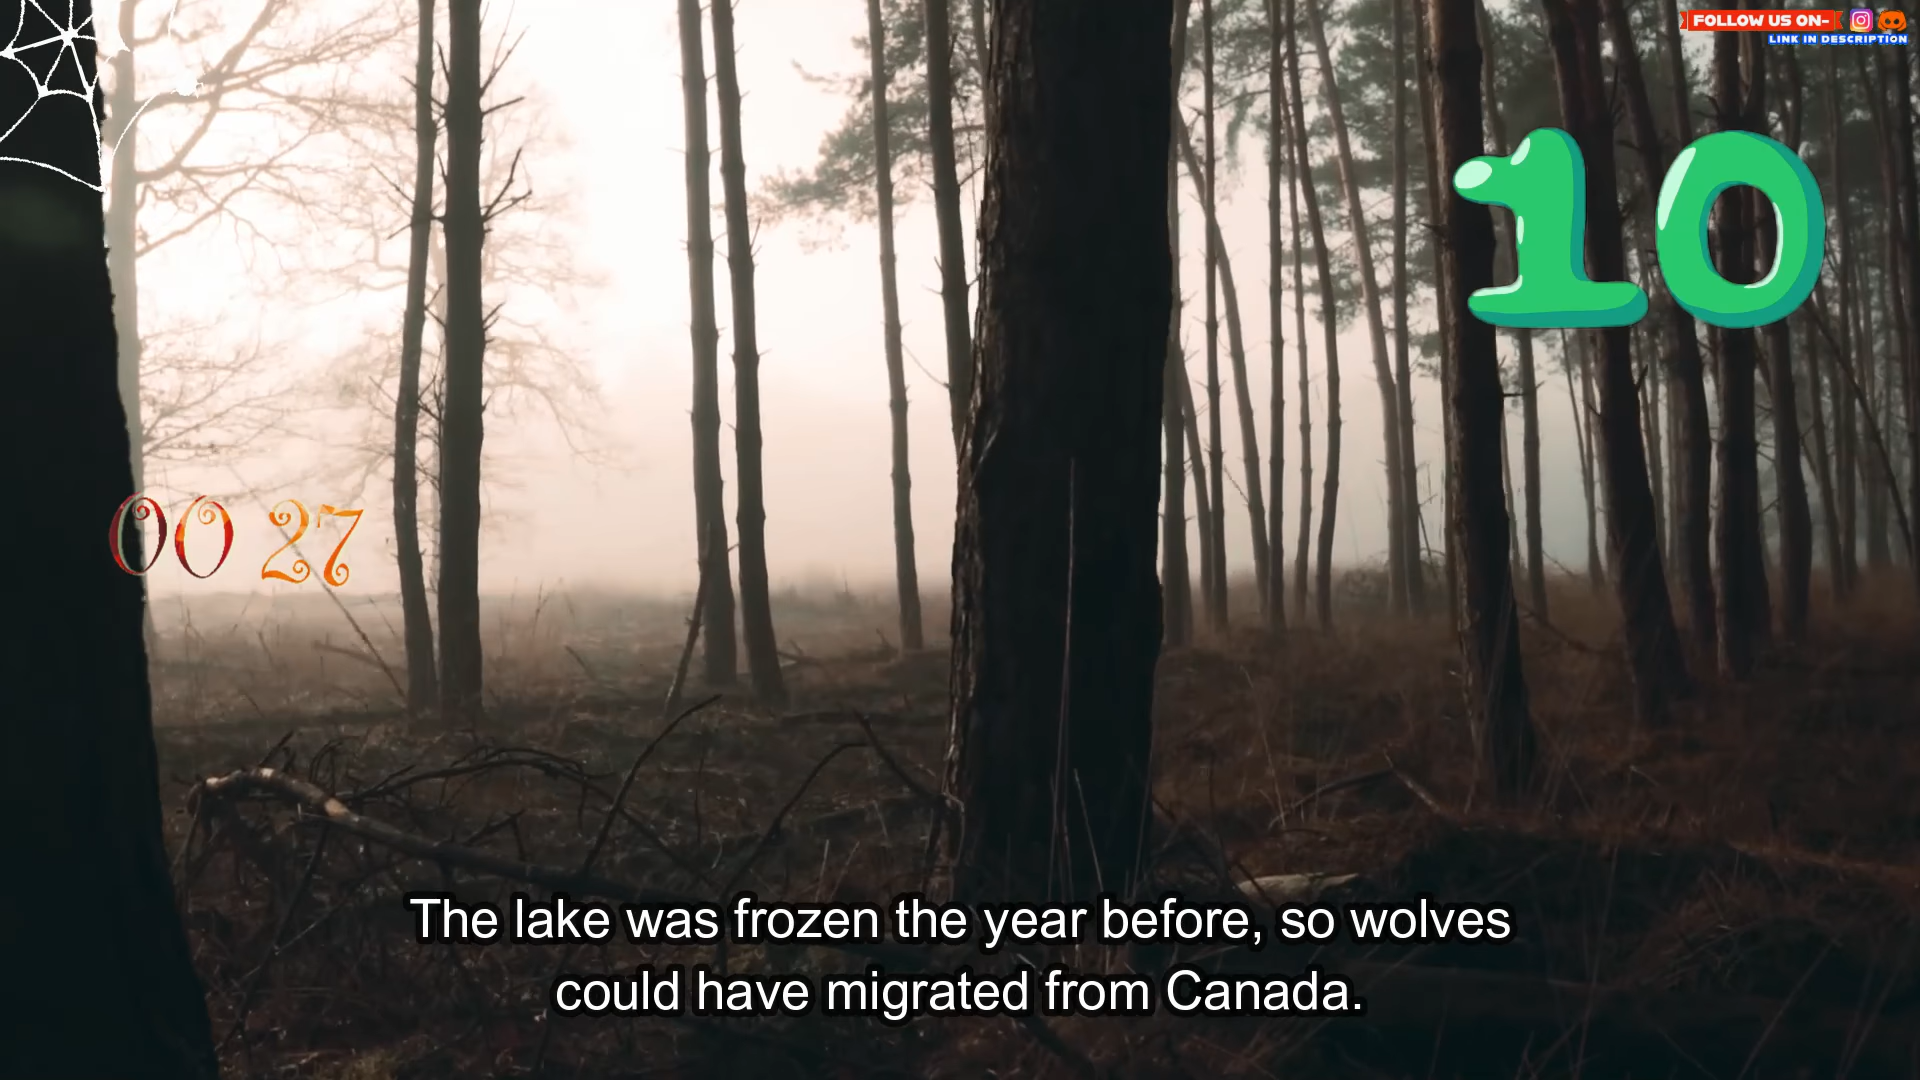 FOLLOW US ON-
LINK IN DESCRIPTION
10
00 27
The lake was frozen the year before, so wolves
could have migrated from Canada.